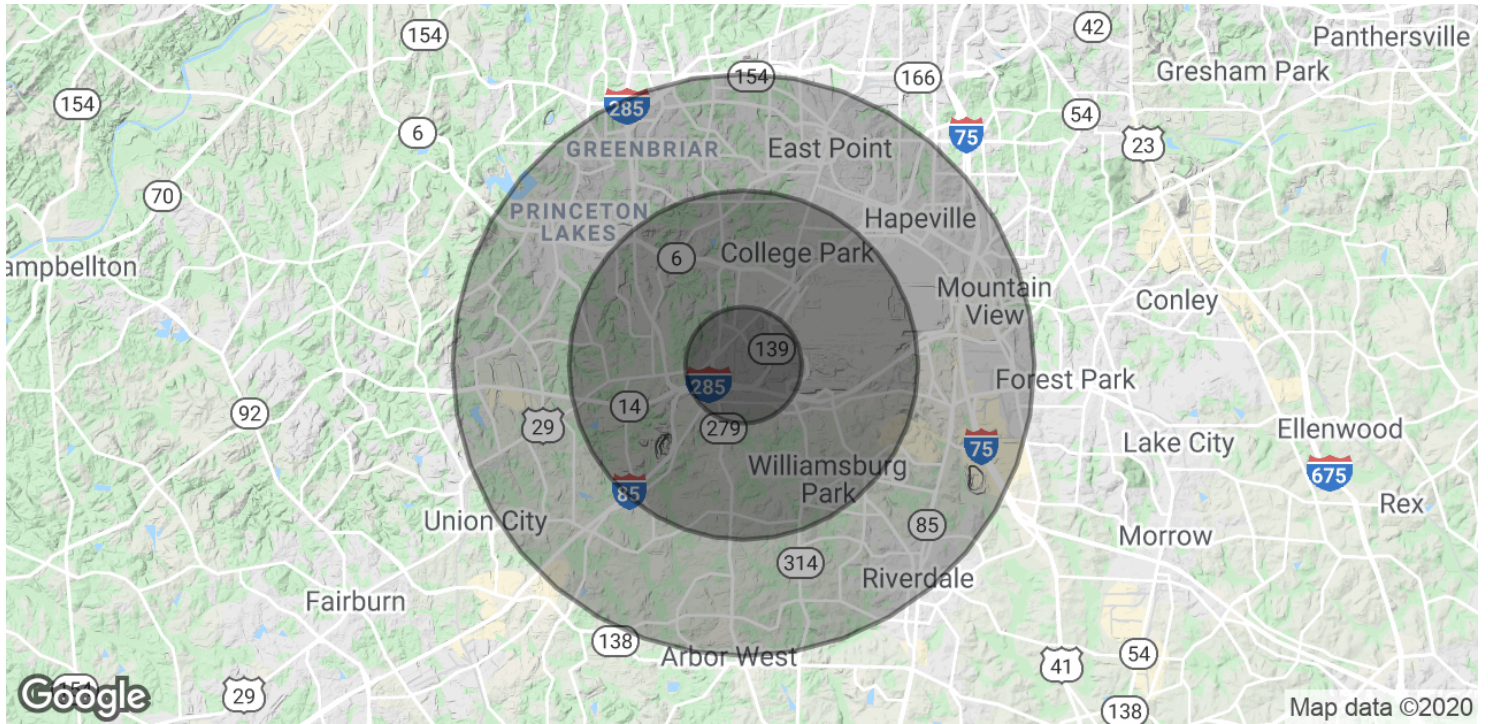 154
42
Panthersville
Gresham Park
154
166
154
285
6
75
54
23
GREENBRIAR
East Point
70
PRINCETON
LAKES
Hapeville
6
College Park
ampbellton
Mountain
View
Conley
139
285
Forest Park
92
14
29
279
Lake City
Ellenwood
75
Williamsburg
Park
675
85
Rex
Union City
85
Morrow
314
Riverdale
Fairburn
138
Arbor West
54
41
154
Google
29
138
Map data ©2020